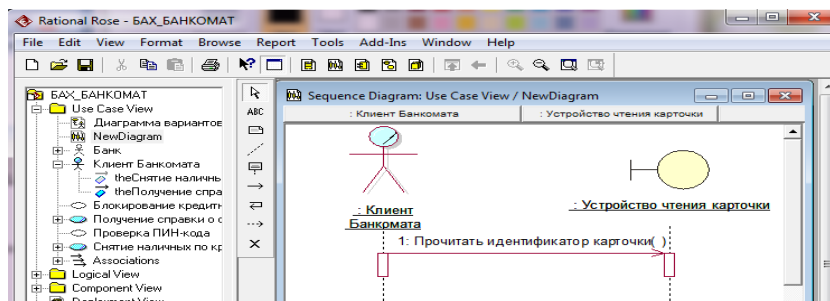 Rational Rose - БАХ_БАНКОМАТ
File Edit View Format Browse Report Tools Add-Ins Window Help
БАХ_БАНКОМАТ
Use Case View
Диаграмма вариантов
NewDiagram
Банк
Клиент Банкомата
theСнятие наличнь
theПолучение спра
Блокирование кредитн
Получение справки о с
Проверка ПИН-кода
Снятие наличных по кр
Associations
Logical View
Component View
Deployment View
ABC
Sequence Diagram: Use Case View / NewDiagram
: Клиент Банкомата
: Устройство чтения карточки
: Клиент
Банкомата
: Устройство чтения карточки
1: Прочитать идентификатор карточки( )